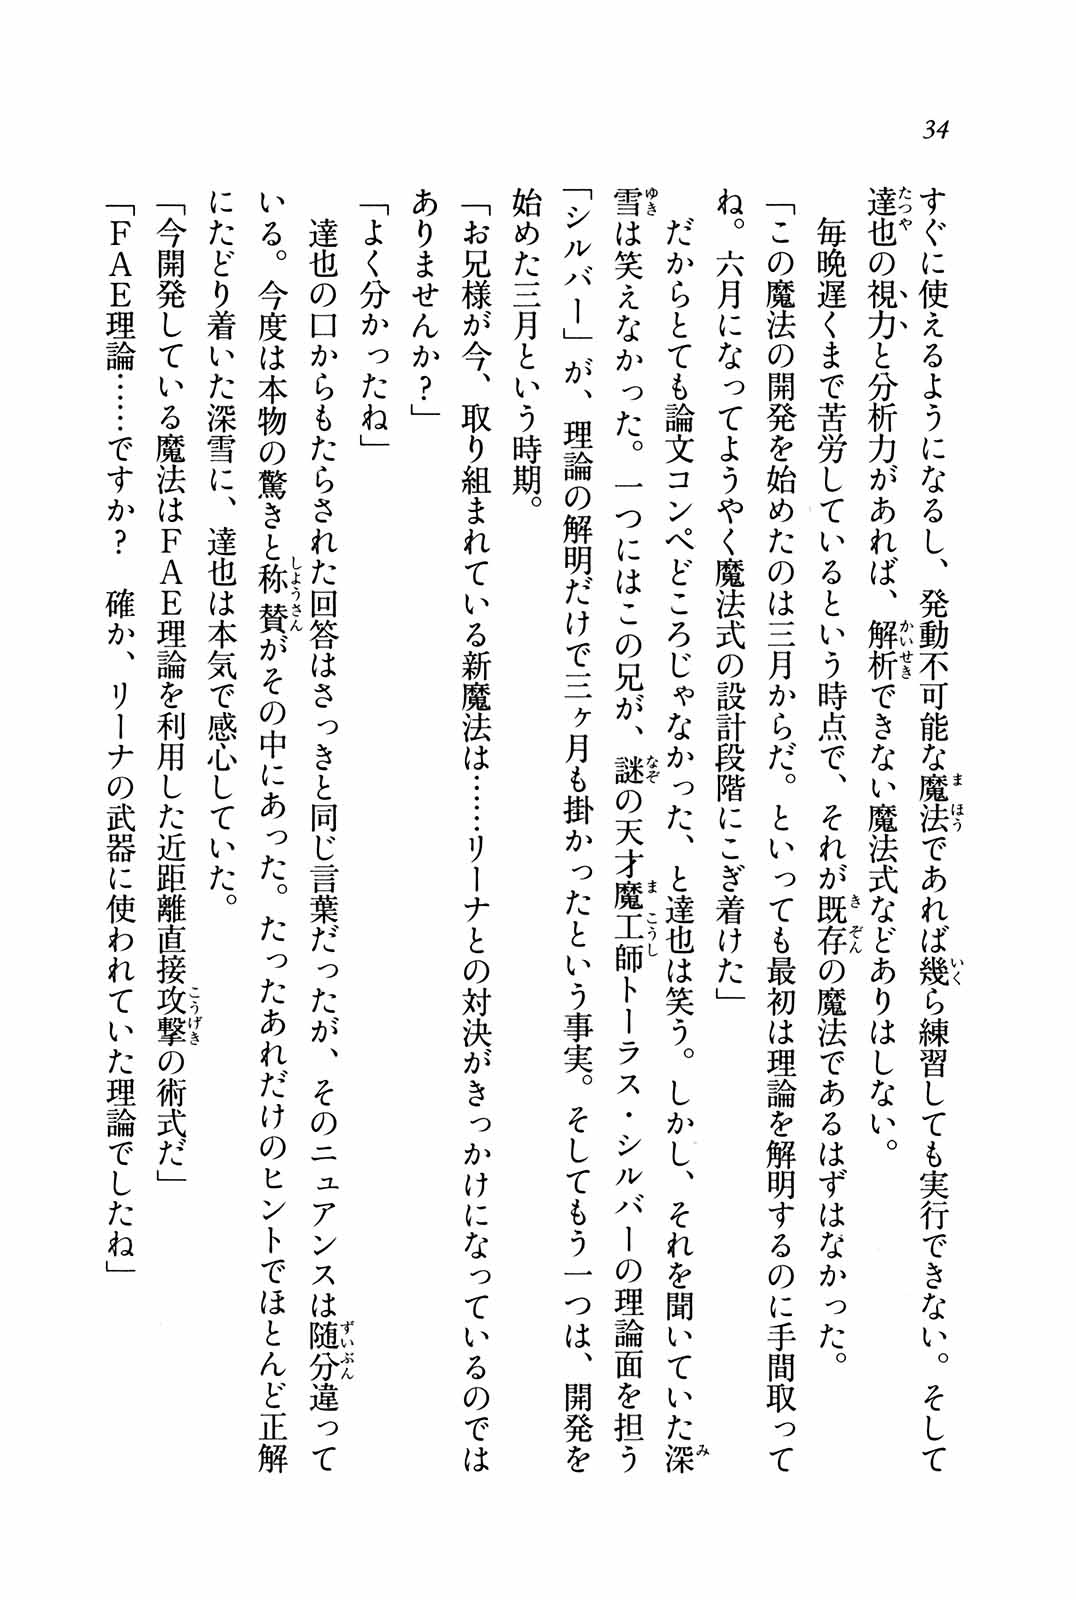 34
すぐに使えるようになるし、発動不可能な魔法であれば幾ら練習しても実行できない。そして
達也の視力と分析力があれば、解析できない魔法式などありはしない。
毎晩遅くまで苦労しているという時点で、それが既存の魔法であるはずはなかった。
「この魔法の開発を始めたのは三月からだ。といっても最初は理論を解明するのに手間取って
ね。六月になってようやく魔法式の設計段階にこぎ着けた」
だからとても論文コンペどころじゃなかった、と達也は笑う。しかし、それを聞いていた深
雪は笑えなかった。一つにはこの兄が、謎の天才魔工師トーラス・シルバーの理論面を担う
「シルバー」が、理論の解明だけで三ヶ月も掛かったという事実。そしてもう一つは、開発を
始めた三月という時期。
「お兄様が今、取り組まれている新魔法は……リーナとの対決がきっかけになっているのでは
ありませんか？」
「よく分かったね」
達也の口からもたらされた回答はさっきと同じ言葉だったが、そのニュアンスは随分違って
いる。今度は本物の驚きと称賛がその中にあった。たったあれだけのヒントでほとんど正解
にたどり着いた深雪に、達也は本気で感心していた。
「今開発している魔法はＦＡＥ理論を利用した近距離直接攻撃の術式だ」
「ＦＡＥ理論……ですか？　確か、リーナの武器に使われていた理論でしたね」